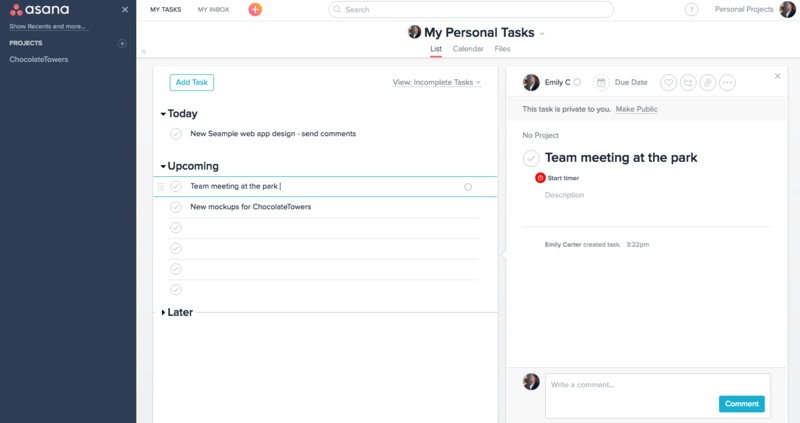 asana
Show Recents and more...
PROJECTS
ChocolateTowers
MY TASKS
MY INBOX
Search
?
Personal Projects
My Personal Tasks
List
Calendar
Files
Add Task
View: Incomplete Tasks
Today
New Seample web app design - send comments
Upcoming
Team meeting at the park
New mockups for ChocolateTowers
Later
Emily C
Due Date
This task is private to you. Make Public
No Project
Team meeting at the park
Start timer
Description
Emily Carter created task. 3:22pm
Write a comment...
Comment